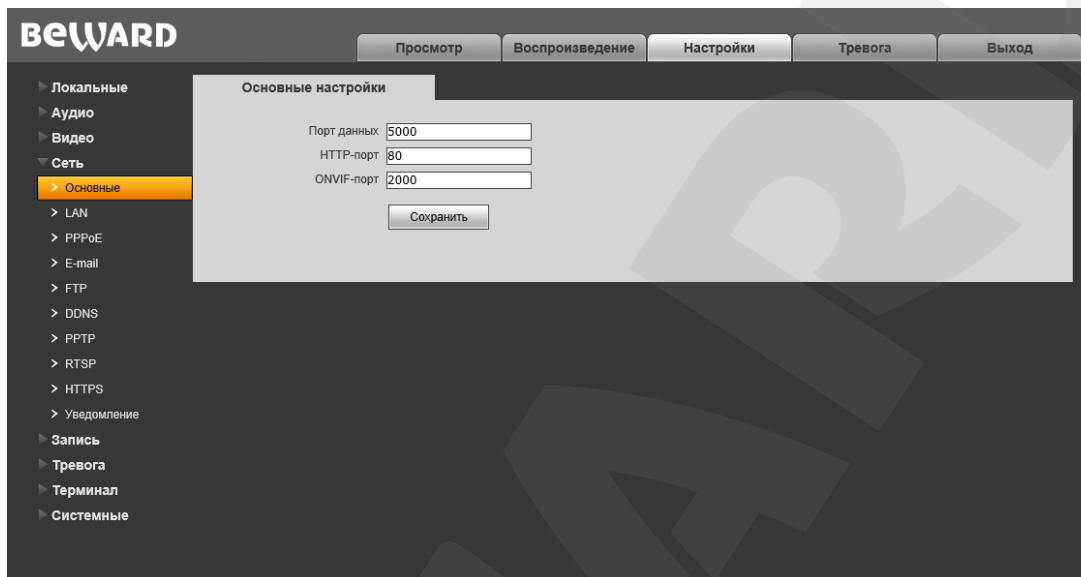 BEWARD
Просмотр
Воспроизведение
Настройки
Тревога
Выход
Локальные
Аудио
Видео
Сеть
Основные
LAN
PPPoE
E-mail
FTP
DDNS
PPTP
RTSP
HTTPS
Уведомление
Запись
Тревога
Терминал
Системные
Основные настройки
Порт данных 5000
HTTP-порт 80
ONVIF-порт 2000
Сохранить